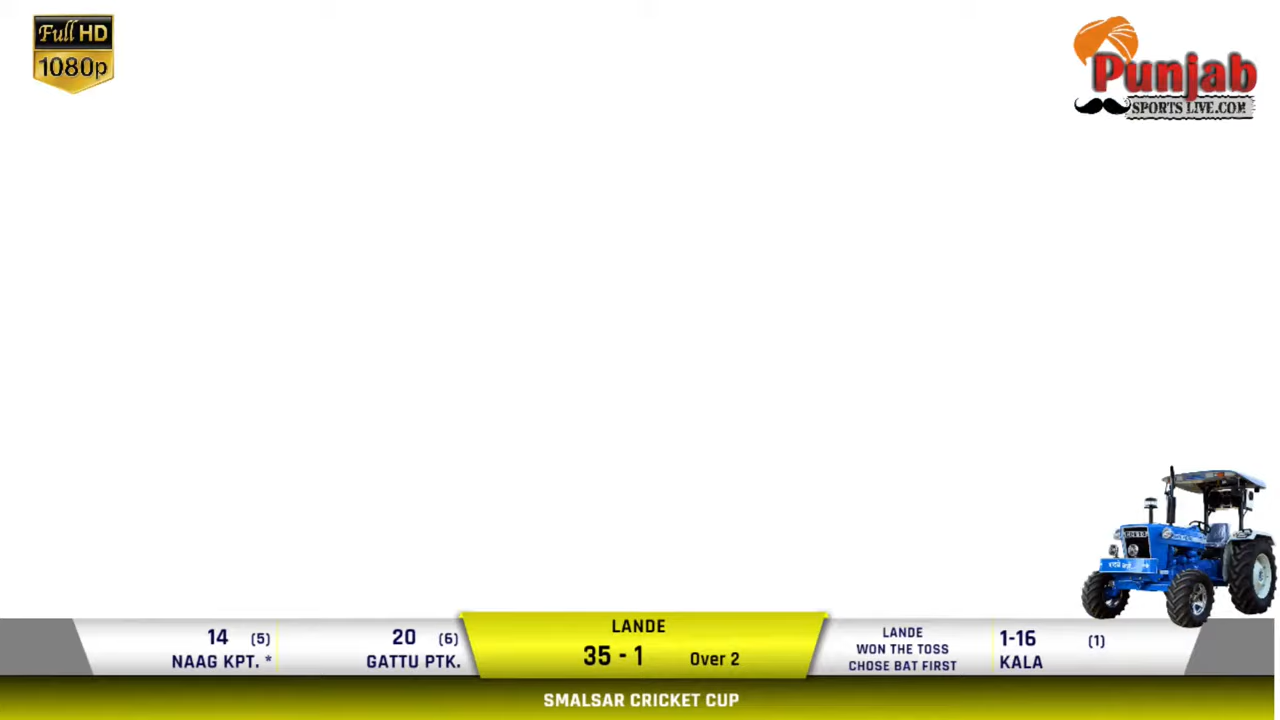 Full HD
1080p
Punjab
SPORTS LIVE.COM
14 (5)
NAAG KPT. *
20 (6)
GATTU PTK.
LANDE
35 - 1 Over 2
LANDE
WON THE TOSS
CHOSE BAT FIRST
1-16 (1)
KALA
SMALSAR CRICKET CUP